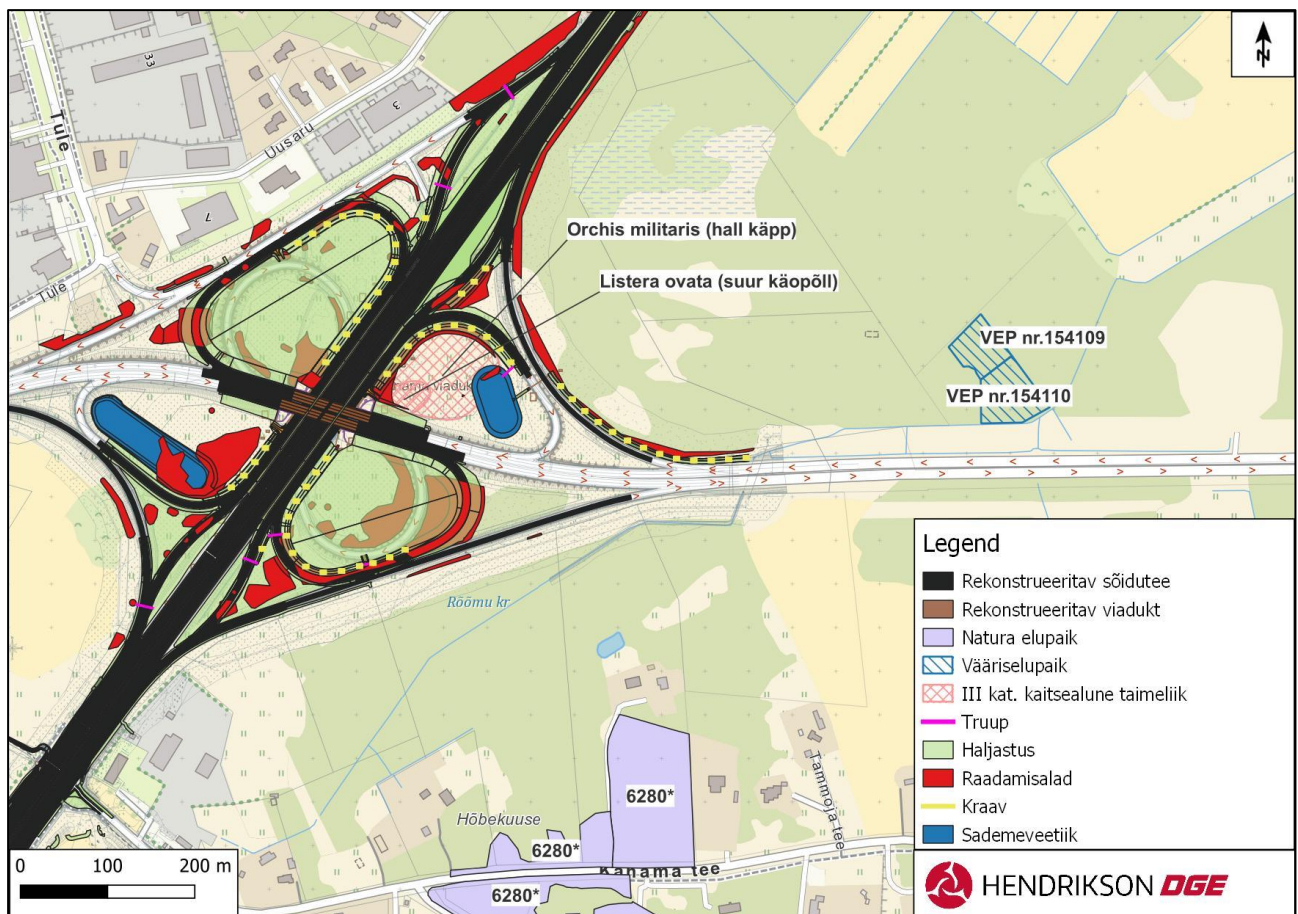 N
33
Tule
Uusaru
3
7
Tule
Orchis militaris (hall käpp)
Listera ovata (suur käopõll)
VEP nr.154109
VEP nr.154110
viadukt
Rõõmu kr
Hõbekuuse
6280*
6280*
6280*
Kanama tee
Tammoja tee
0 100 200 m
Legend
Rekonstrueeritav sõidutee
Rekonstrueeritav viadukt
Natura elupaik
Vääriselupaik
III kat. kaitsealune taimeliik
Truup
Haljastus
Raadamisalad
Kraav
Sademeveetiik
HENDRIKSON DGE